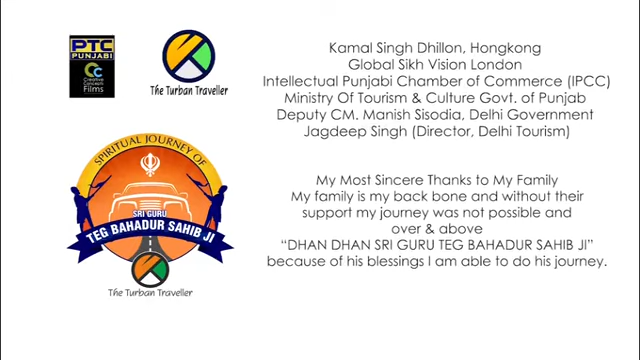 PTC
PUNJABI
Creative
Concept
Films
The Turban Traveller
SPIRITUAL JOURNEY OF
SRI GURU
TEG BAHADUR SAHIB JI
The Turban Traveller
Kamal Singh Dhillon, Hongkong
Global Sikh Vision London
Intellectual Punjabi Chamber of Commerce (IPCC)
Ministry Of Tourism & Culture Govt. of Punjab
Deputy CM. Manish Sisodia, Delhi Government
Jagdeep Singh (Director, Delhi Tourism)
My Most Sincere Thanks to My Family
My family is my back bone and without their
support my journey was not possible and
over & above
“DHAN DHAN SRI GURU TEG BAHADUR SAHIB JI”
because of his blessings I am able to do his journey.